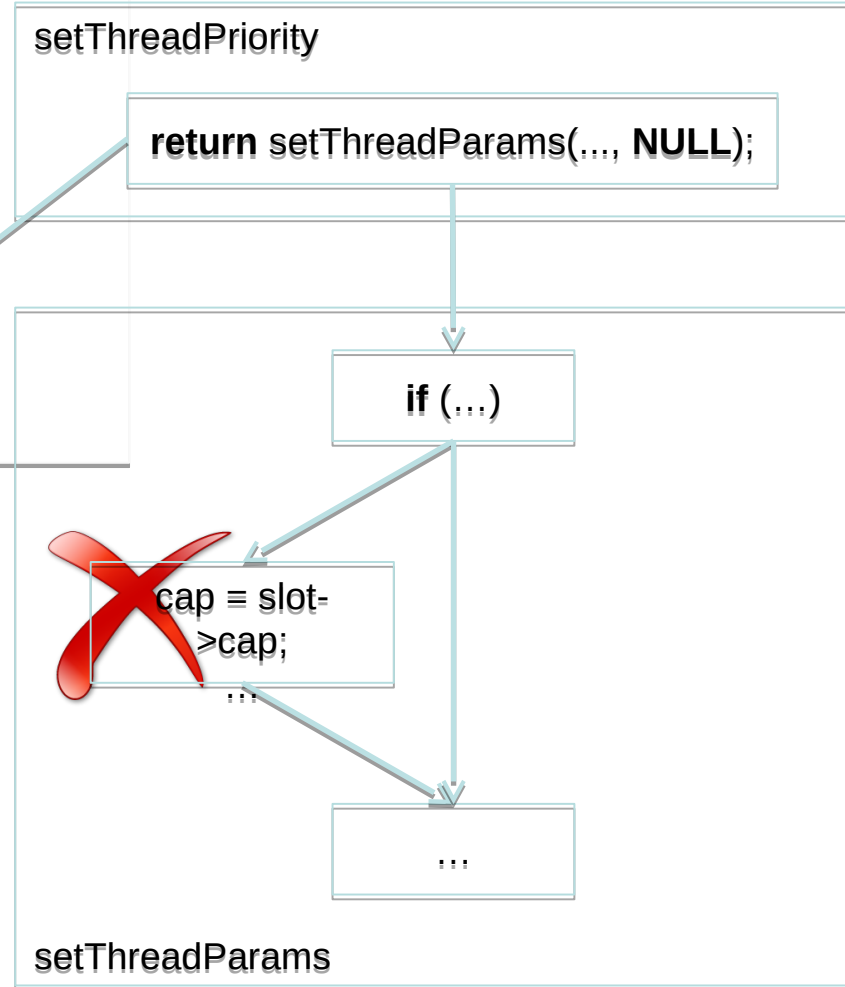 setThreadPriority
return setThreadParams(..., NULL);
if (…)
cap = slot-
>cap;
…
…
setThreadParams